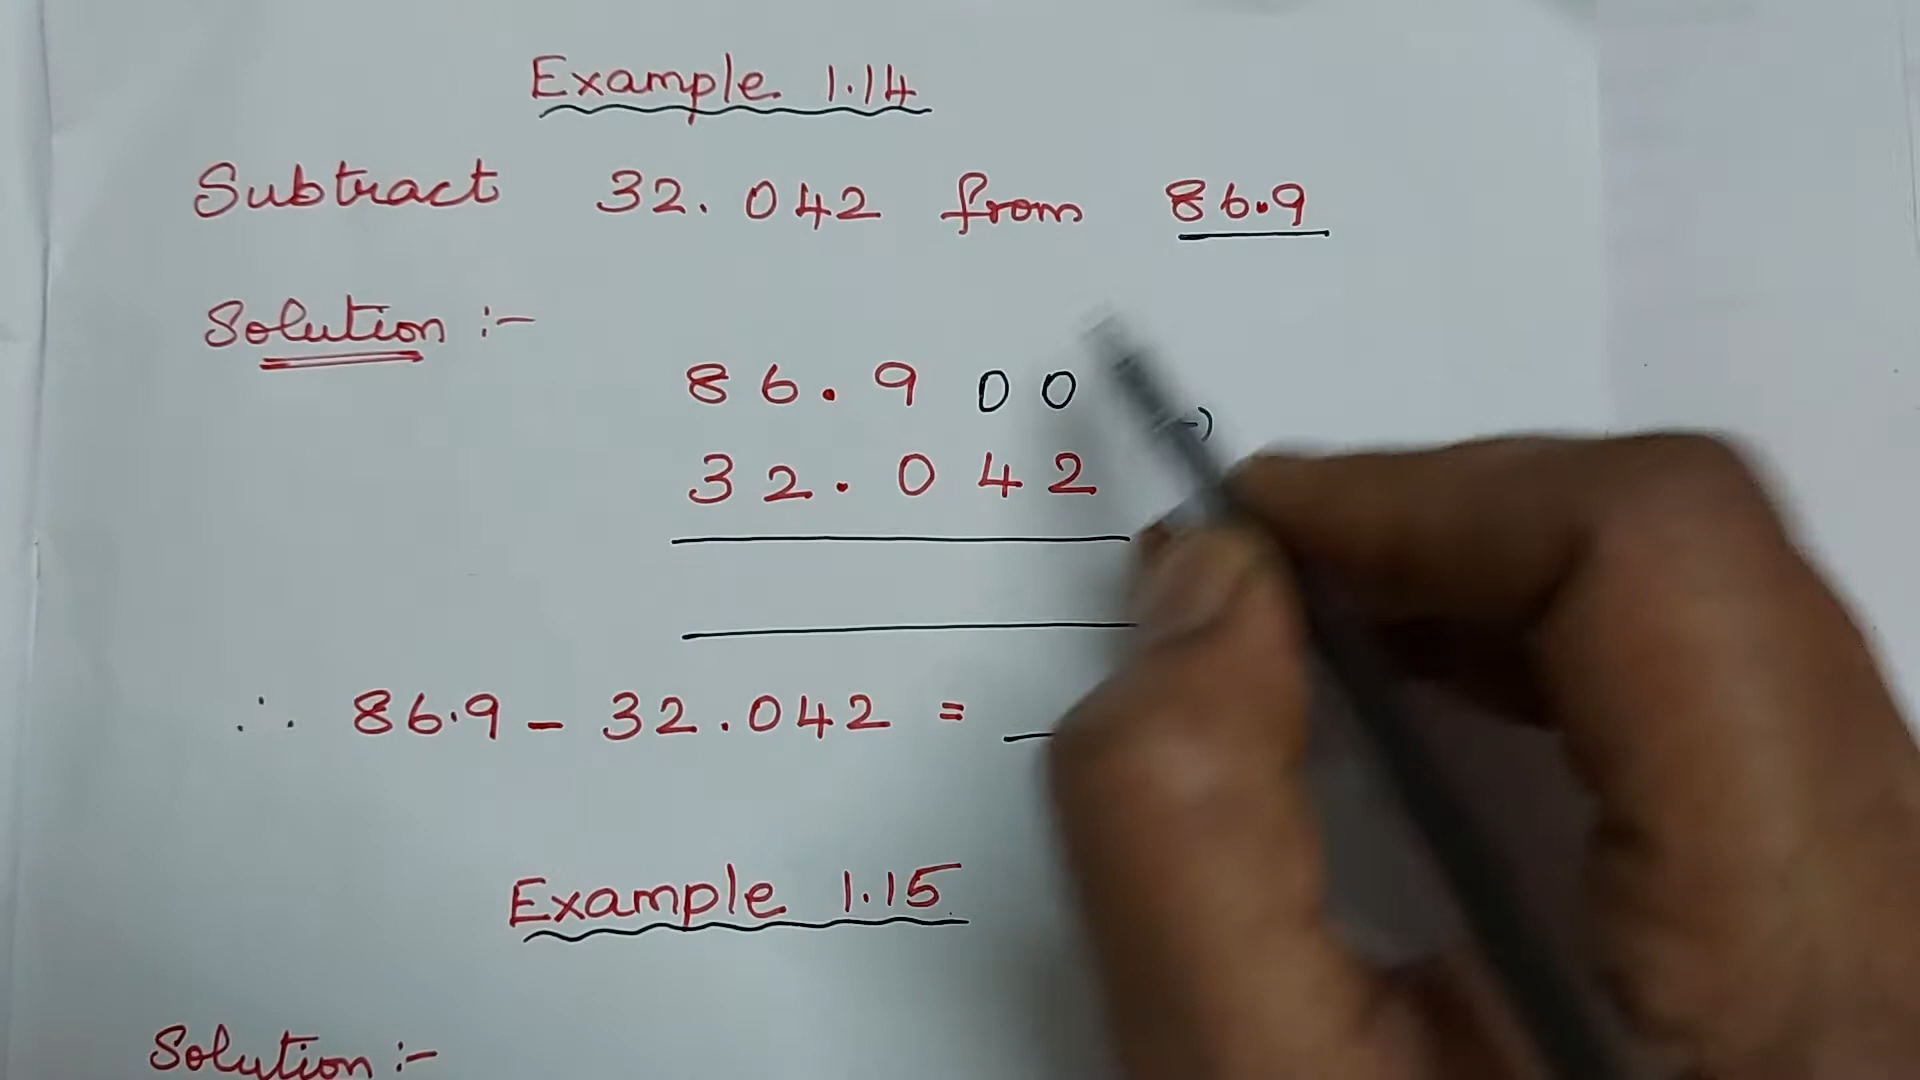 Example 1.14
Subtract 32.042 from 86.9
Solution :-
86.900
-)
32.042
∴ 86.9 - 32.042 =
Example 1.15
Solution :-